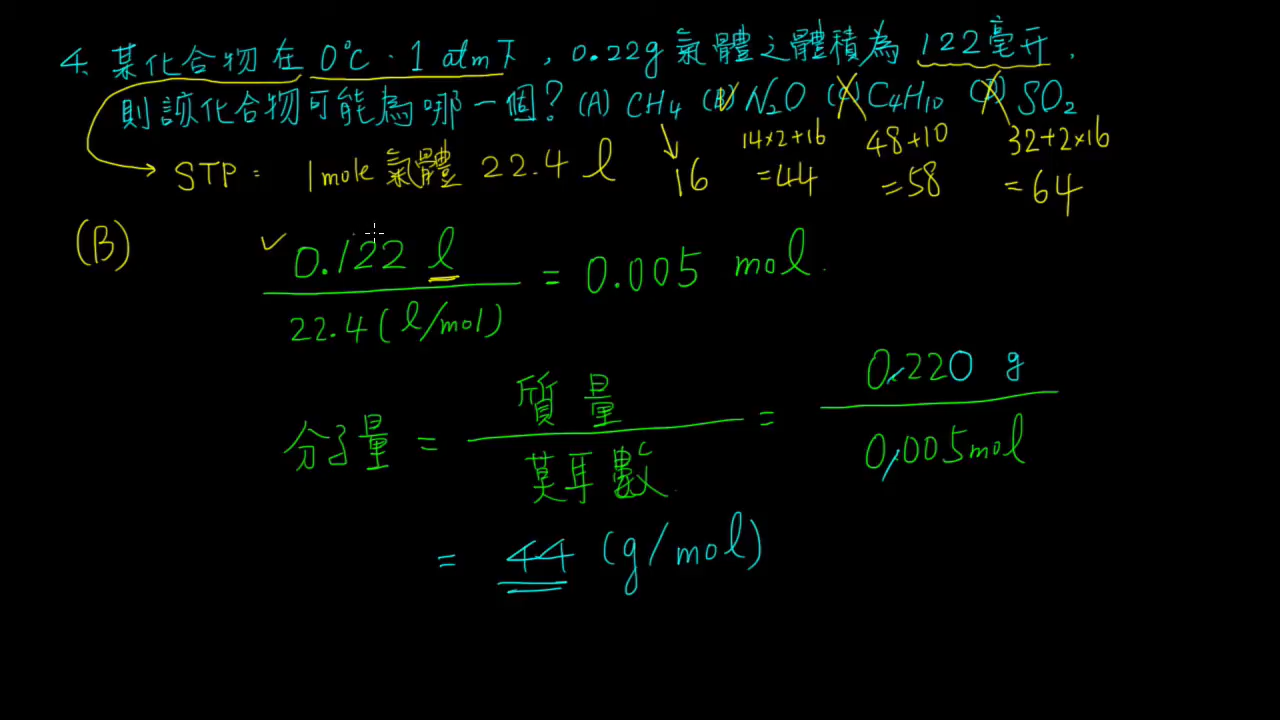 4、某化合物在 0℃·1 atm下，0.22g 氣體之體積為 122毫升，
則該化合物可能為哪一個？(A) CH4 (B) N2O (C) C4H10 (D) SO2
STP： 1 mole 氣體 22.4 l
16
14×2+16
=44
48+10
=58
32+2×16
=64
(B)
✓ 0.122 l
22.4 (l/mol)
= 0.005 mol.
分子量 =
質量
莫耳數
=
0.220 g
0.005 mol
= 44 (g/mol)